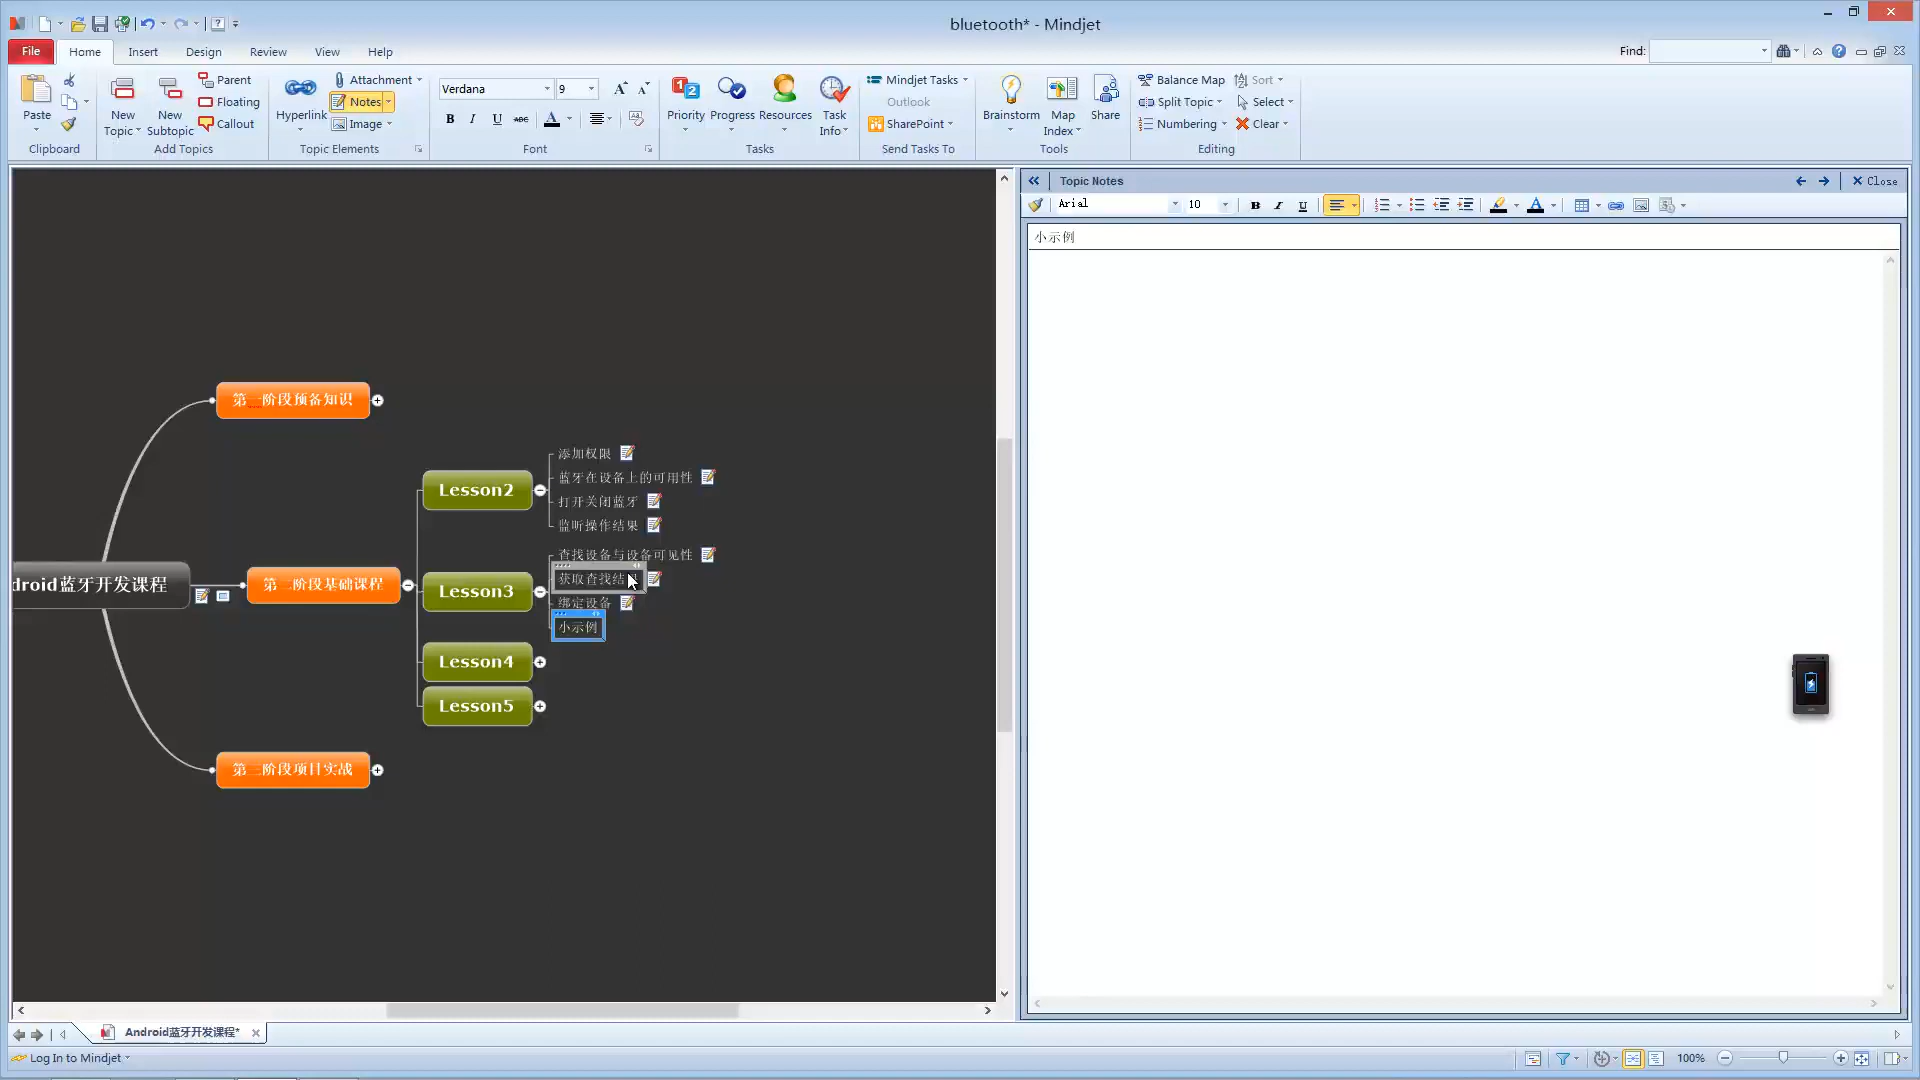 bluetooth* - Mindjet
File
Home
Insert
Design
Review
View
Help
Find:
Paste
Clipboard
New Topic
New Subtopic
Parent
Floating
Callout
Add Topics
Hyperlink
Attachment
Notes
Image
Topic Elements
Verdana
9
B I U ABC A
Font
Priority
Progress
Resources
Task Info
Tasks
Mindjet Tasks
Outlook
SharePoint
Send Tasks To
Brainstorm
Map Index
Share
Tools
Balance Map
Split Topic
Numbering
Sort
Select
Clear
Editing
Topic Notes
Close
Arial
10
B I U
小示例
第一阶段预备知识
droid蓝牙开发课程
第二阶段基础课程
第三阶段项目实战
Lesson2
添加权限
蓝牙在设备上的可用性
打开关闭蓝牙
监听操作结果
Lesson3
查找设备与设备可见性
获取查找结
绑定设备
小示例
Lesson4
Lesson5
Android蓝牙开发课程*
Log In to Mindjet
100%